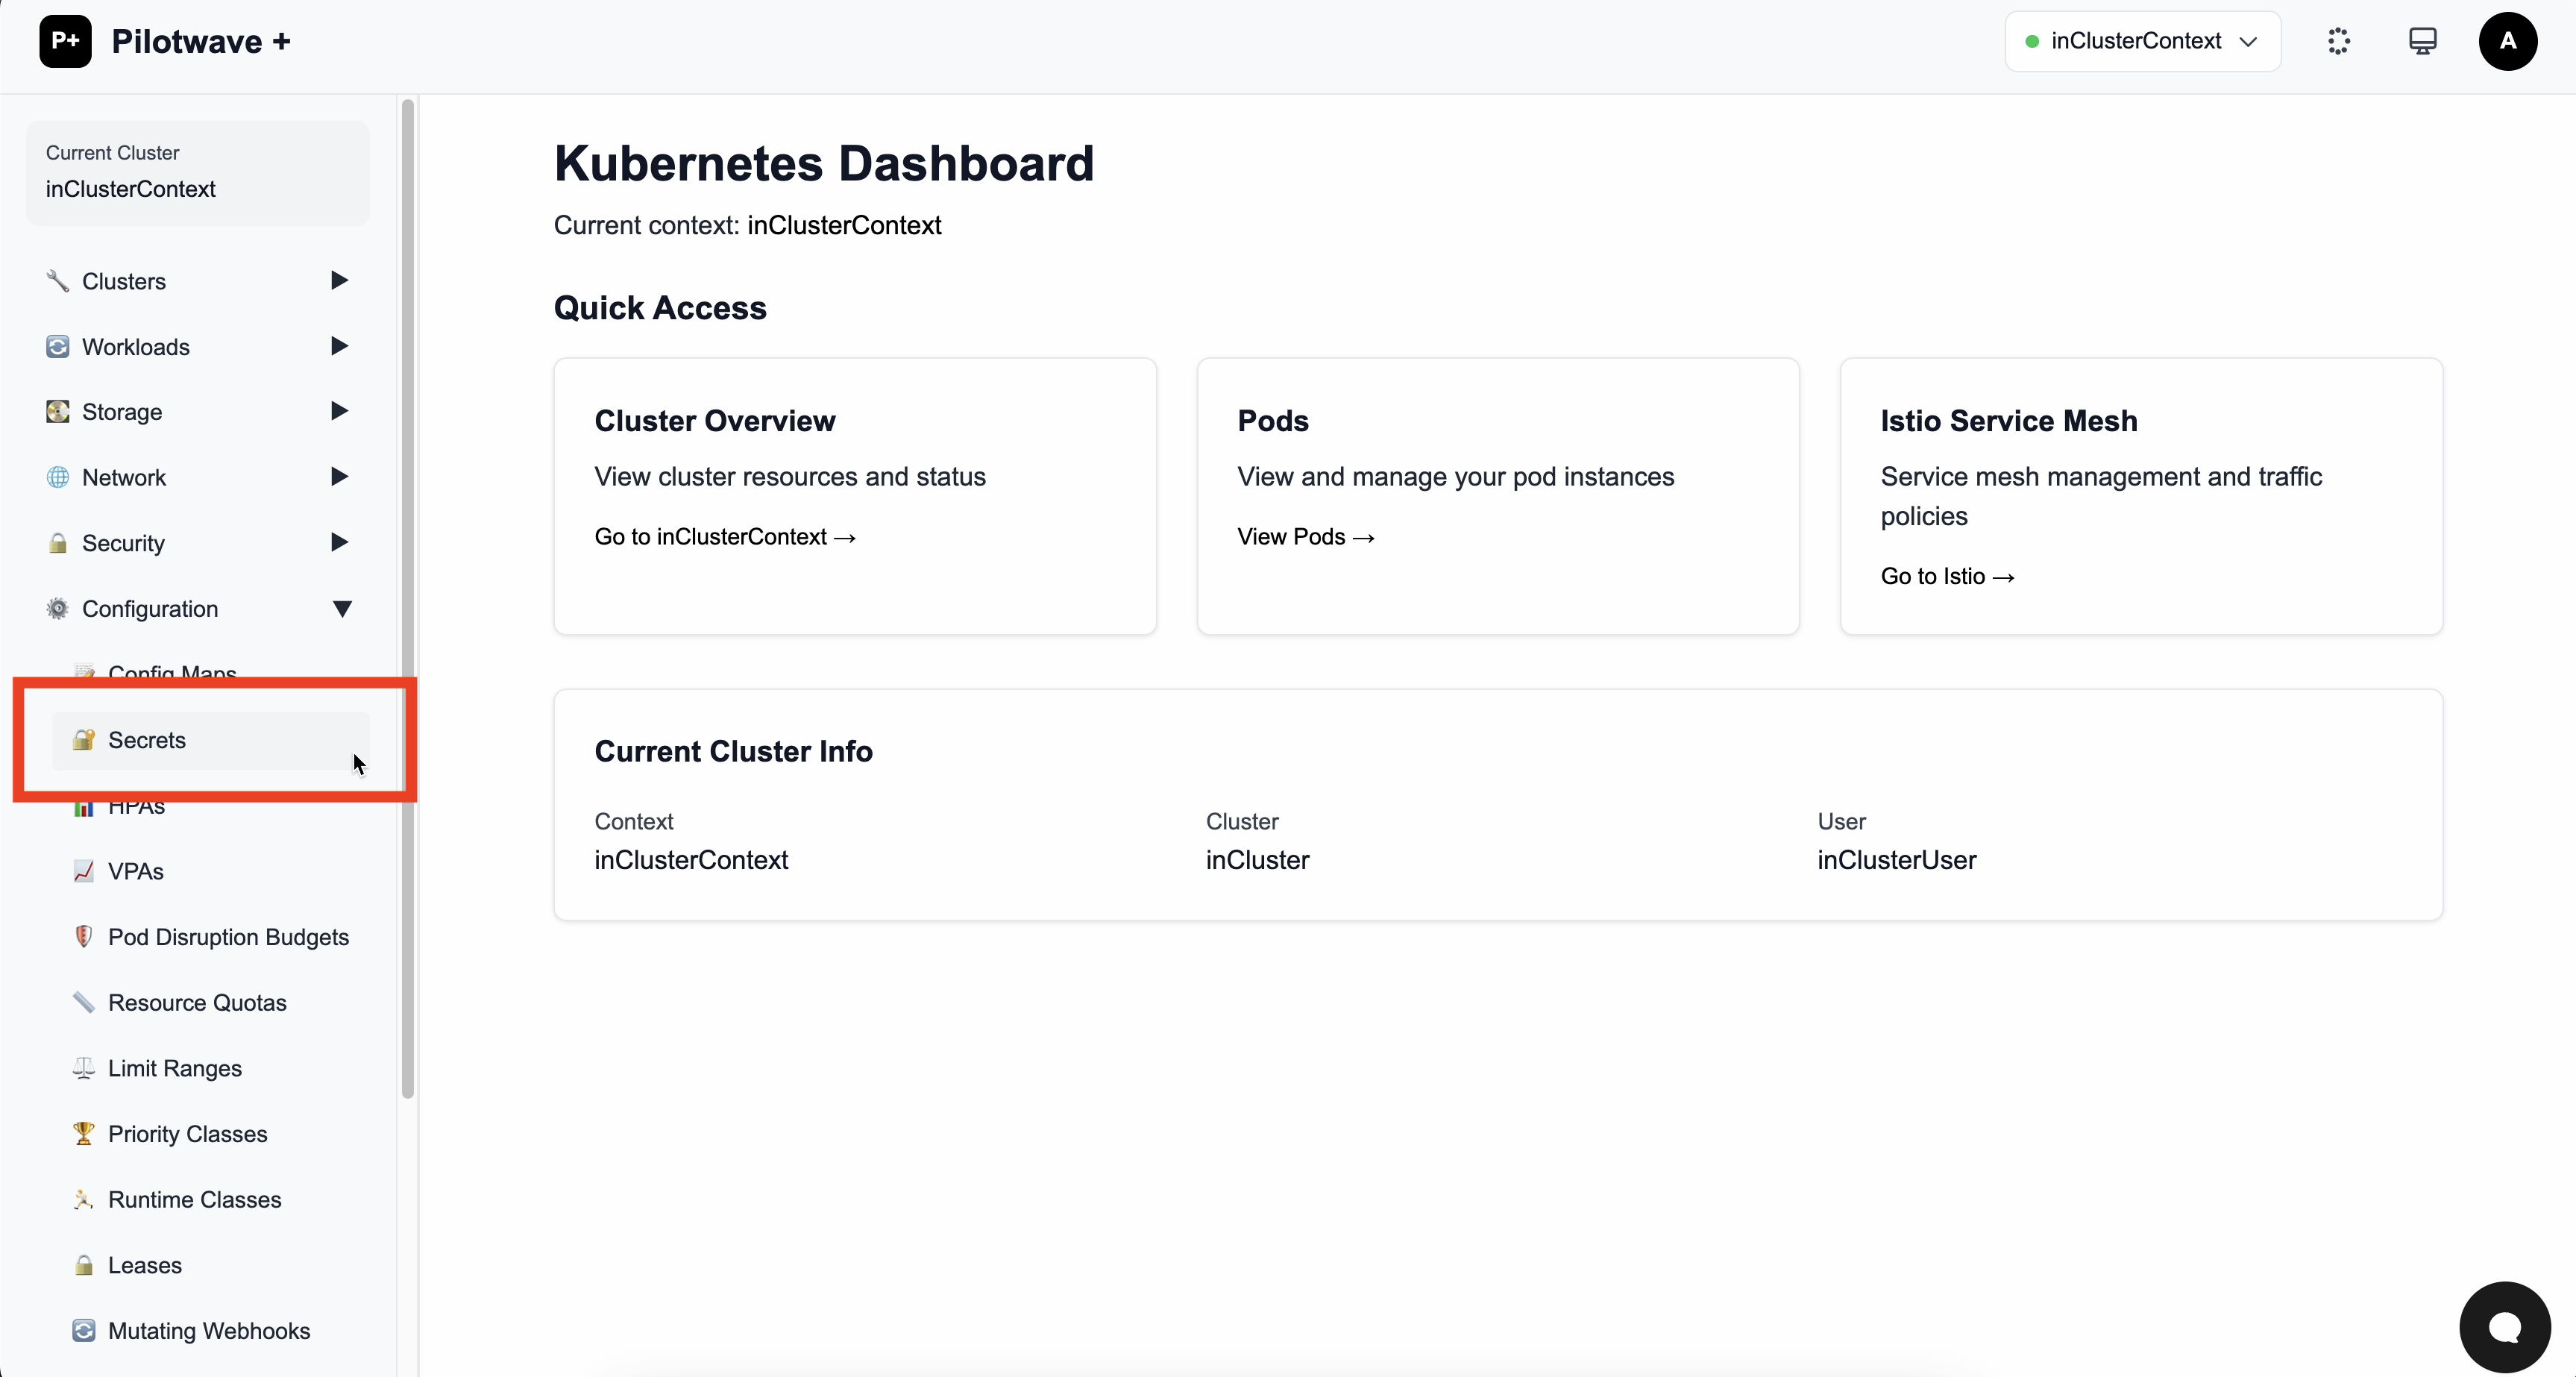 P+ Pilotwave +
inClusterContext
A
Current Cluster
inClusterContext
Clusters
Workloads
Storage
Network
Security
Configuration
Config Maps
Secrets
HPAs
VPAs
Pod Disruption Budgets
Resource Quotas
Limit Ranges
Priority Classes
Runtime Classes
Leases
Mutating Webhooks
Kubernetes Dashboard
Current context: inClusterContext
Quick Access
Cluster Overview
View cluster resources and status
Go to inClusterContext →
Pods
View and manage your pod instances
View Pods →
Istio Service Mesh
Service mesh management and traffic
policies
Go to Istio →
Current Cluster Info
Context
inClusterContext
Cluster
inCluster
User
inClusterUser